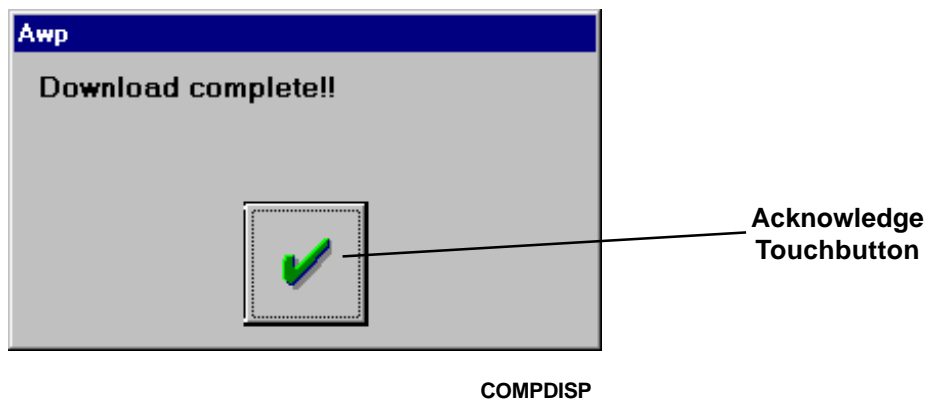 Awp
Download complete!!
Acknowledge
Touchbutton
COMPDISP